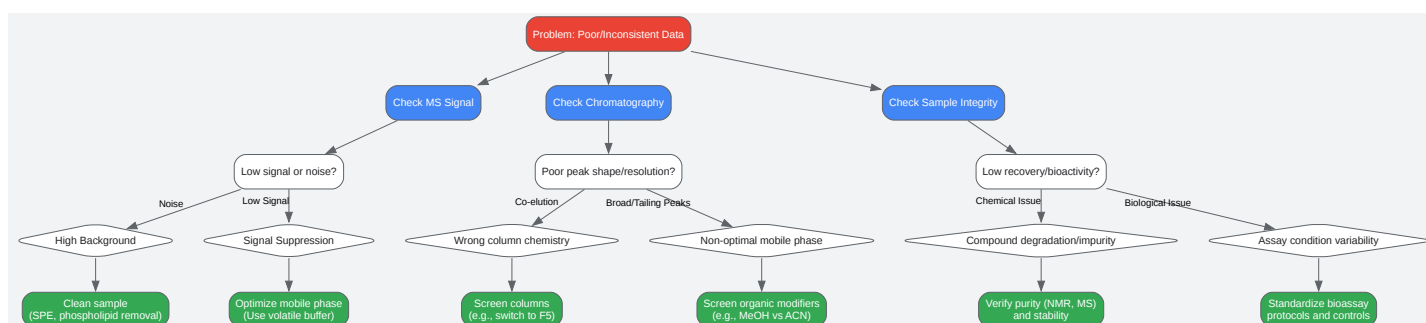 Problem: Poor/Inconsistent Data
Check MS Signal
Check Chromatography
Check Sample Integrity
Low signal or noise?
Poor peak shape/resolution?
Low recovery/bioactivity?
Noise
Low Signal
Co-elution
Broad/Tailing Peaks
Chemical Issue
Biological Issue
High Background
Signal Suppression
Wrong column chemistry
Non-optimal mobile phase
Compound degradation/impurity
Assay condition variability
Clean sample
(SPE, phospholipid removal)
Optimize mobile phase
(Use volatile buffer)
Screen columns
(e.g., switch to F5)
Screen organic modifiers
(e.g., MeOH vs ACN)
Verify purity (NMR, MS)
and stability
Standardize bioassay
protocols and controls